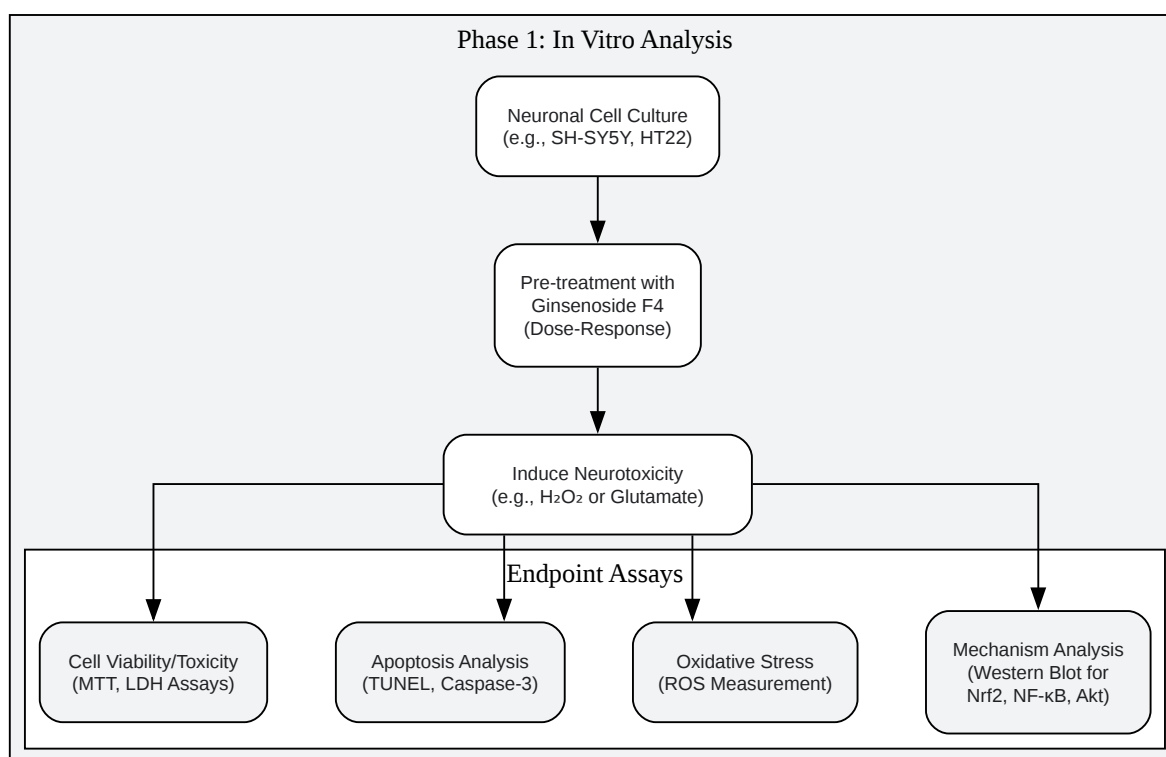 Phase 1: In Vitro Analysis
Neuronal Cell Culture
(e.g., SH-SY5Y, HT22)
Pre-treatment with
Ginsenoside F4
(Dose-Response)
Induce Neurotoxicity
(e.g., H₂O₂ or Glutamate)
Endpoint Assays
Cell Viability/Toxicity
(MTT, LDH Assays)
Apoptosis Analysis
(TUNEL, Caspase-3)
Oxidative Stress
(ROS Measurement)
Mechanism Analysis
(Western Blot for
Nrf2, NF-κB, Akt)